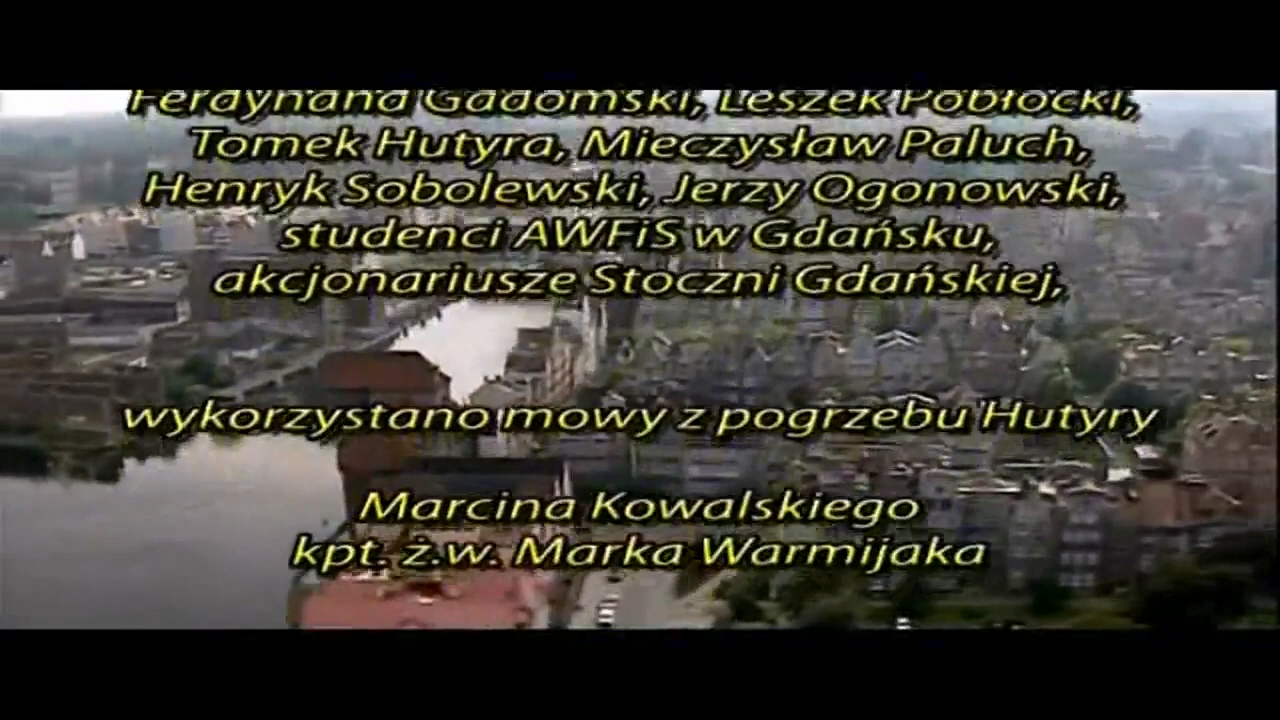 Ferdynand Gadomski, Leszek Pobłocki,
Tomek Hutyra, Mieczysław Paluch,
Henryk Sobolewski, Jerzy Ogonowski,
studenci AWFiS w Gdańsku,
akcjonariusze Stoczni Gdańskiej,
wykorzystano mowy z pogrzebu Hutyry
Marcina Kowalskiego
kpt. ż.w. Marka Warmijaka